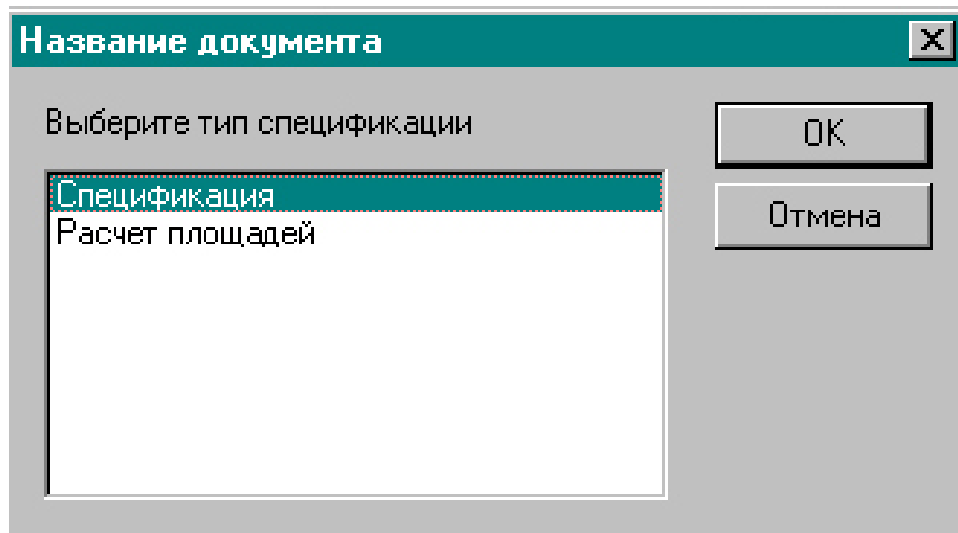 Название документа
Выберите тип спецификации
OK
Спецификация
Расчет площадей
Отмена